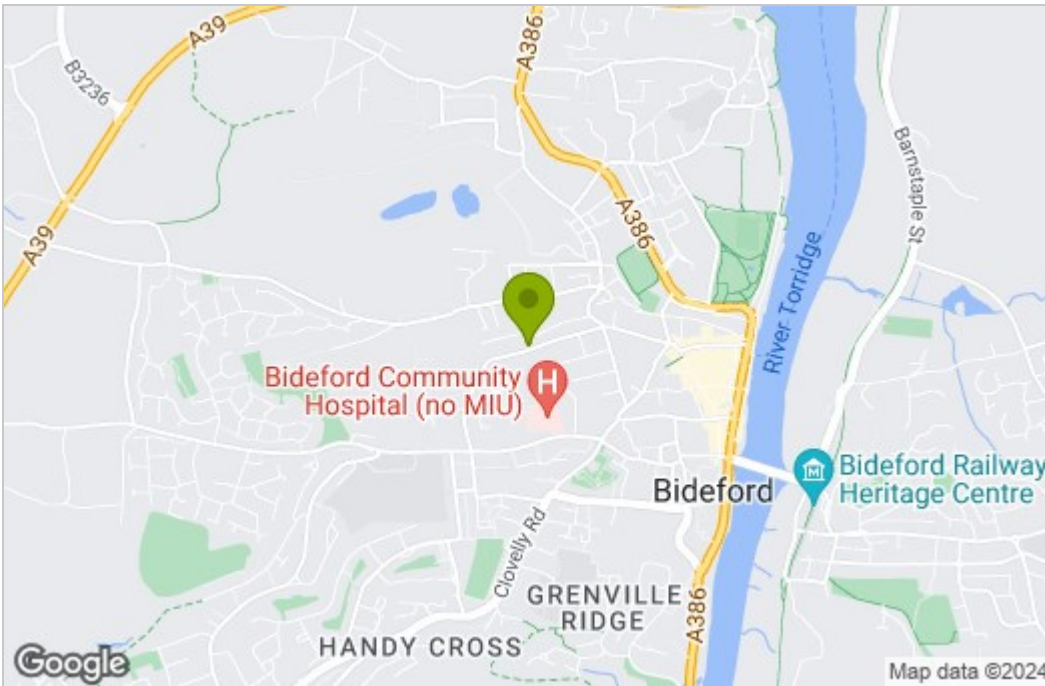 A39
A386
B3236
Barnstaple St
A39
A386
River Torridge
Bideford Community
Hospital (no MIU)
H
Bideford
Bideford Railway
Heritage Centre
Clovelly Rd
GRENVILLE
RIDGE
A386
HANDY CROSS
Google
Map data ©2024